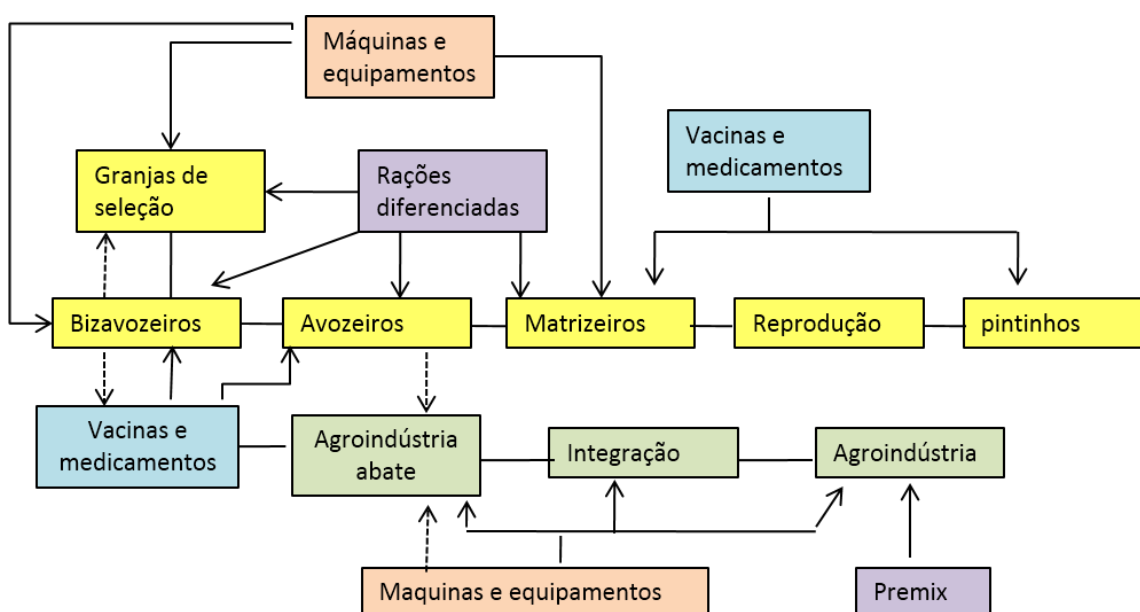 Máquinas e
equipamentos
Vacinas e
medicamentos
Granjas de
seleção
Rações
diferenciadas
Bizavozeiros
Avozeiros
Matrizeiros
Reprodução
pintinhos
Vacinas e
medicamentos
Agroindústria
abate
Integração
Agroindústria
Maquinas e equipamentos
Premix